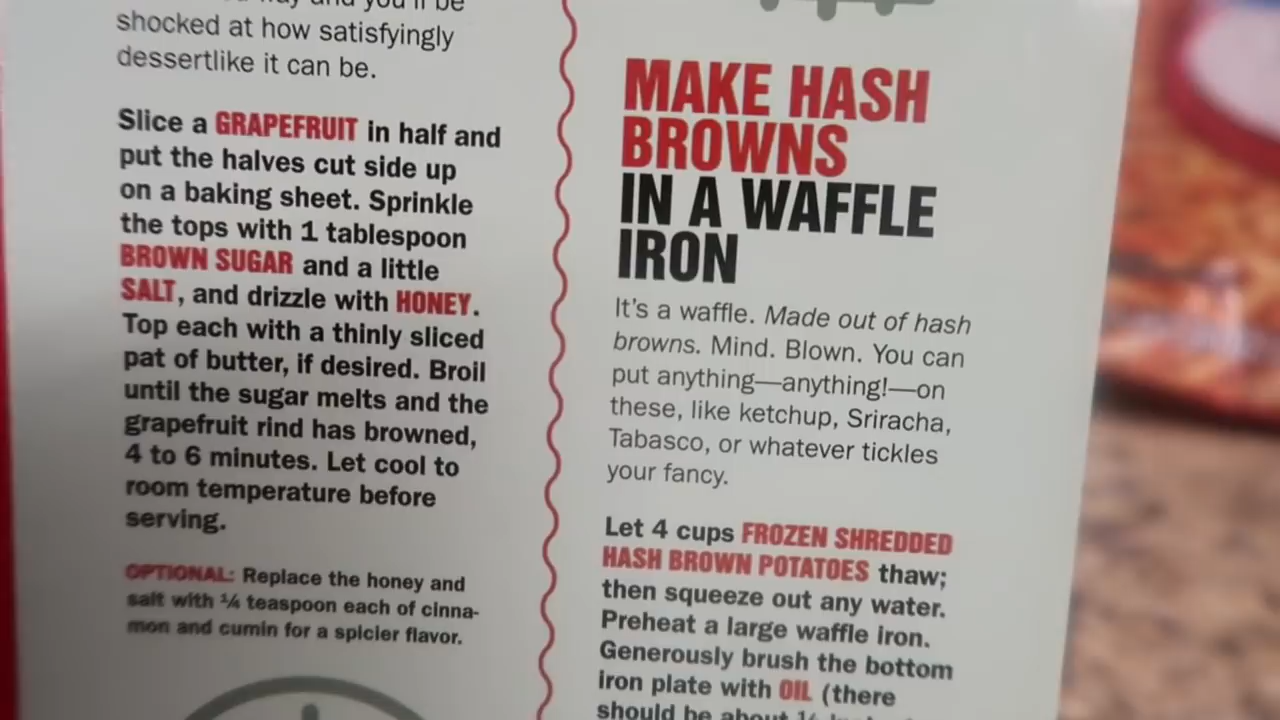 shocked at how satisfyingly
dessertlike it can be.
Slice a GRAPEFRUIT in half and
put the halves cut side up
on a baking sheet. Sprinkle
the tops with 1 tablespoon
BROWN SUGAR and a little
SALT, and drizzle with HONEY.
Top each with a thinly sliced
pat of butter, if desired. Broil
until the sugar melts and the
grapefruit rind has browned,
4 to 6 minutes. Let cool to
room temperature before
serving.
OPTIONAL: Replace the honey and
salt with ¼ teaspoon each of cinna-
mon and cumin for a spicier flavor.
MAKE HASH
BROWNS
IN A WAFFLE
IRON
It's a waffle. Made out of hash
browns. Mind. Blown. You can
put anything—anything!—on
these, like ketchup, Sriracha,
Tabasco, or whatever tickles
your fancy.
Let 4 cups FROZEN SHREDDED
HASH BROWN POTATOES thaw;
then squeeze out any water.
Preheat a large waffle iron.
Generously brush the bottom
iron plate with OIL (there
should be about